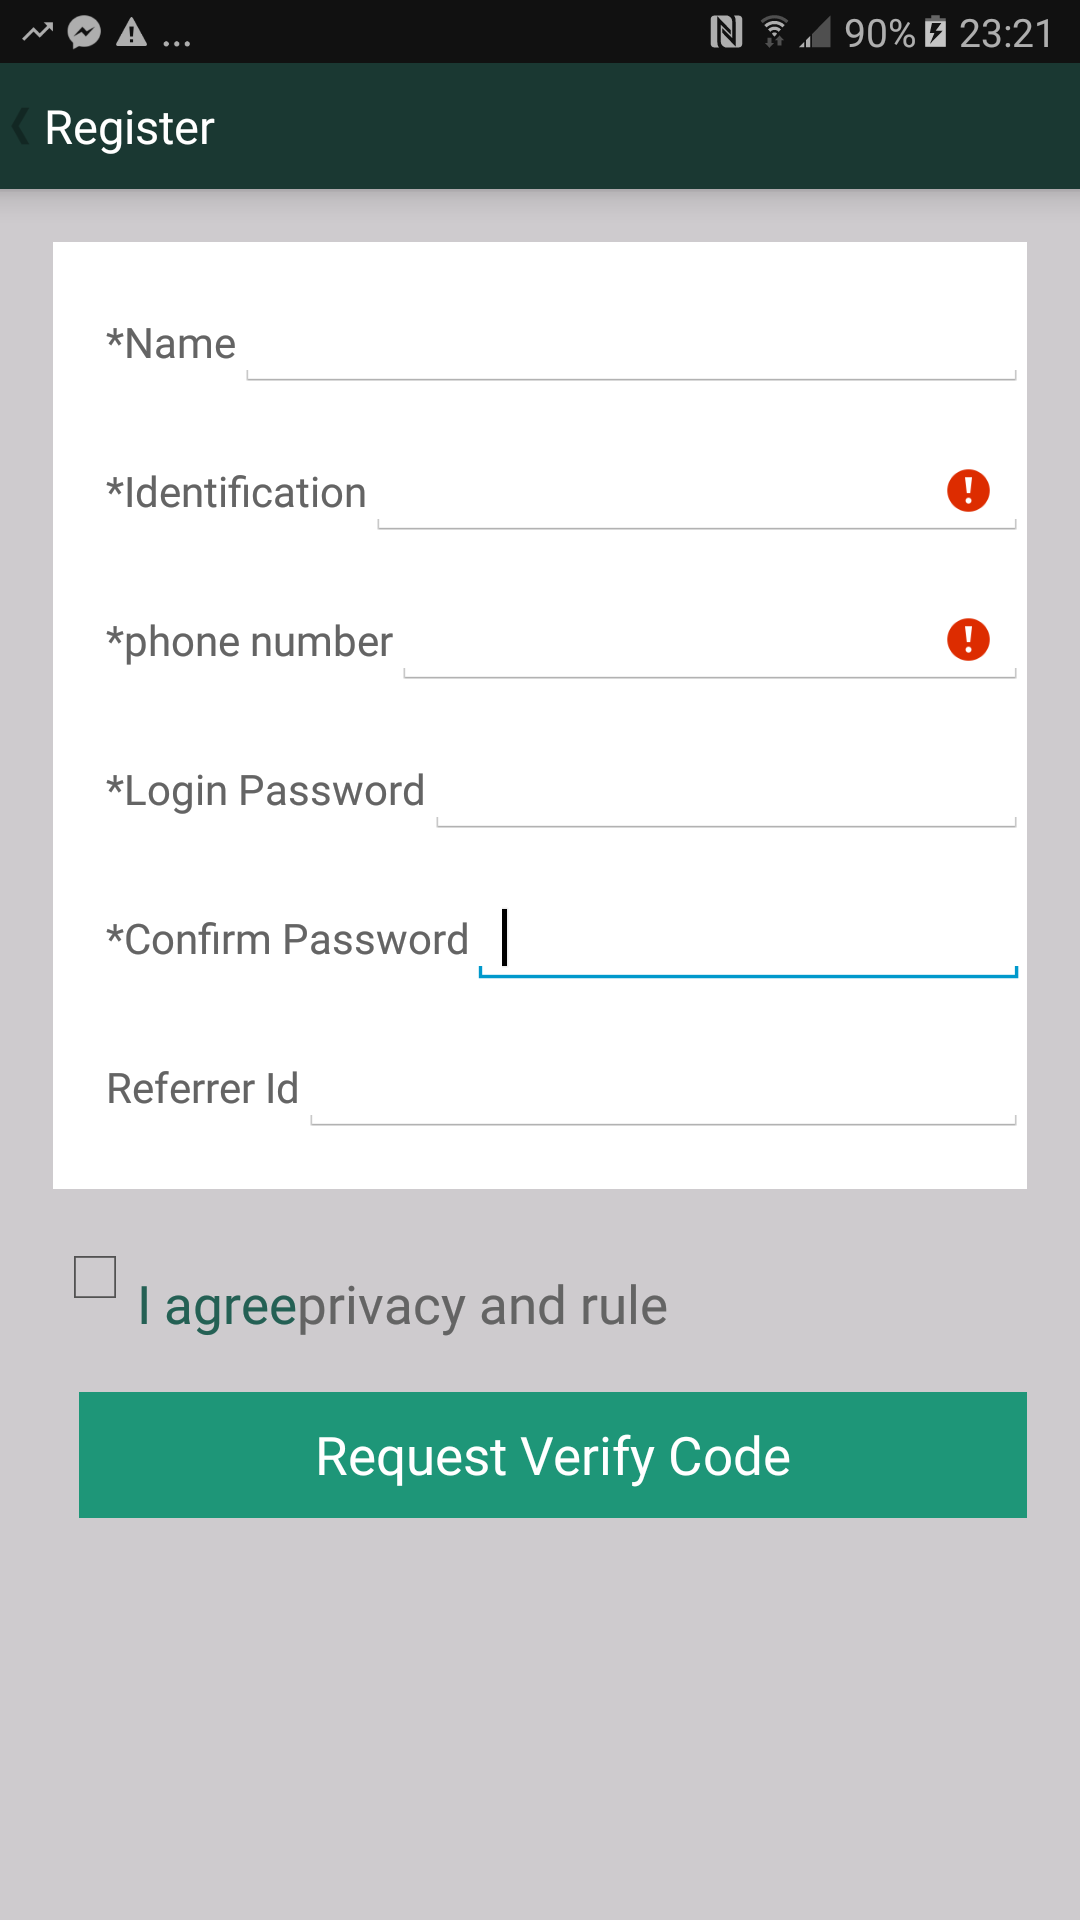 ... 90% 23:21
Register
*Name
*Identification
*phone number
*Login Password
*Confirm Password
Referrer Id
I agreeprivacy and rule
Request Verify Code